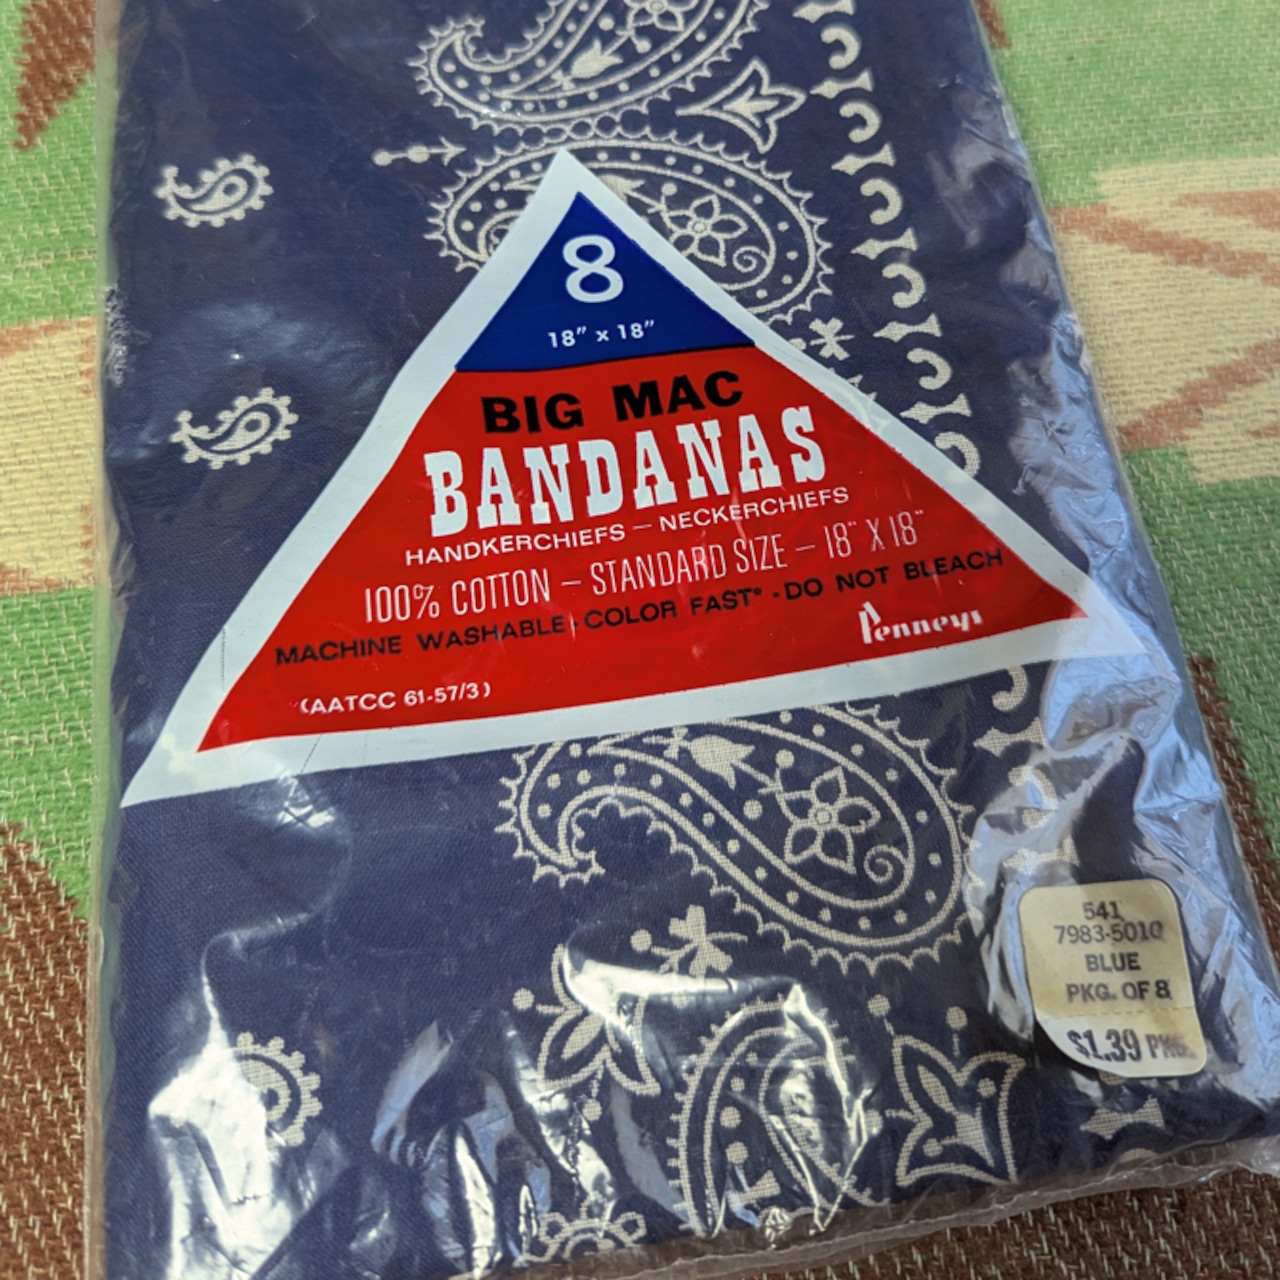 8
18" x 18"
BIG MAC
BANDANAS
HANDKERCHIEFS — NECKERCHIEFS
100% COTTON — STANDARD SIZE — 18" X 18"
MACHINE WASHABLE · COLOR FAST* · DO NOT BLEACH
Penneys
*(AATCC 61-57/3)
541
7983-5010
BLUE
PKG. OF 8
$1.39 PKG.